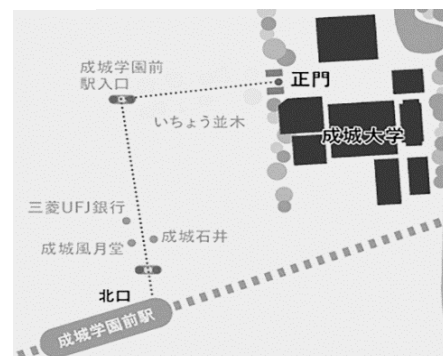 成城学園前
駅入口
正門
いちょう並木
成城大学
三菱UFJ銀行
成城風月堂
成城石井
北口
成城学園前駅